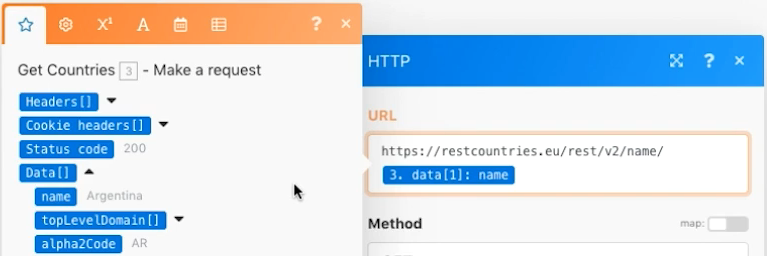 X¹ A ? ×
Get Countries 3 - Make a request
Headers[]
Cookie headers[]
Status code 200
Data[]
name Argentina
topLevelDomain[]
alpha2Code AR
HTTP ? ×
URL
https://restcountries.eu/rest/v2/name/
3. data[1]: name
Method map: